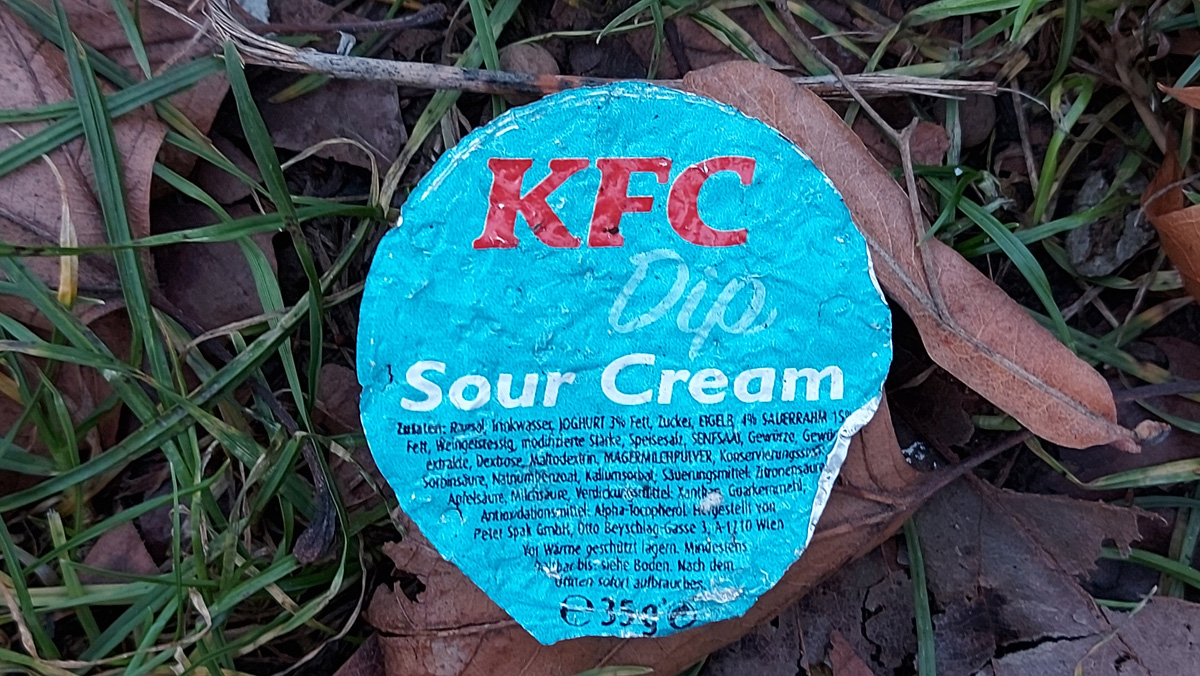 KFC
Dip
Sour Cream
Zutaten: Rapsöl, Trinkwasser, JOGHURT 3% Fett, Zucker, EIGELB, 4% SAUERRAHM 15%
Fett, Weingeistessig, modifizierte Stärke, Speisesalz, SENFSAAT, Gewürze, Gewü
extrakte, Dextrose, Maltodextrin, MAGERMILCHPULVER, Konservierungsst
Sorbinsäure, Natriumbenzoat, Kaliumsorbat, Säuerungsmittel: Zitronensäure
Apfelsäure, Milchsäure, Verdickungsmittel: Xanthan, Guarkernmehl,
Antioxidationsmittel: Alpha-Tocopherol. Hergestellt von
Peter Spak GmbH, Otto Beyschlag-Gasse 3, A-1210 Wien
Vor Wärme geschützt lagern. Mindestens
haltbar bis: siehe Boden. Nach dem
Öffnen sofort aufbrauchen.
35g e